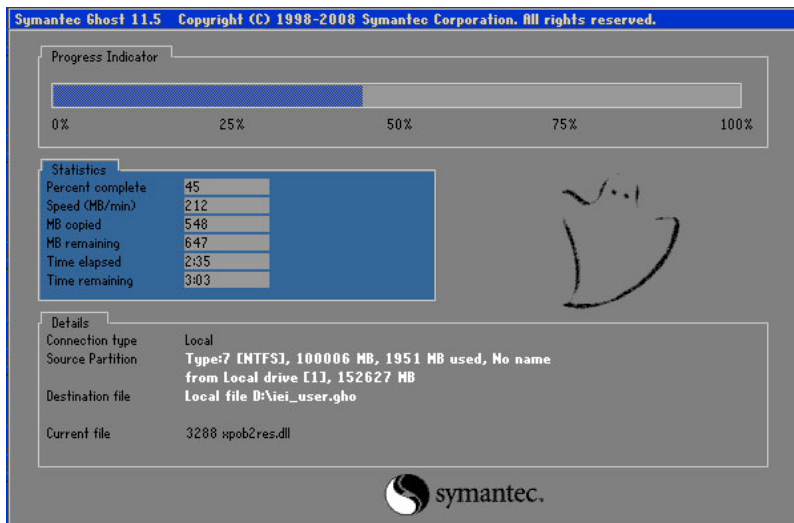 Symantec Ghost 11.5 Copyright (C) 1998-2008 Symantec Corporation. All rights reserved.
Progress Indicator
0% 25% 50% 75% 100%
Statistics
Percent complete 45
Speed (MB/min) 212
MB copied 548
MB remaining 647
Time elapsed 2:35
Time remaining 3:03
Details
Connection type Local
Source Partition Type:7 [NTFS], 100006 MB, 1951 MB used, No name
from Local drive [1], 152627 MB
Destination file Local file D:\iei_user.gho
Current file 3288 xpob2res.dll
symantec.